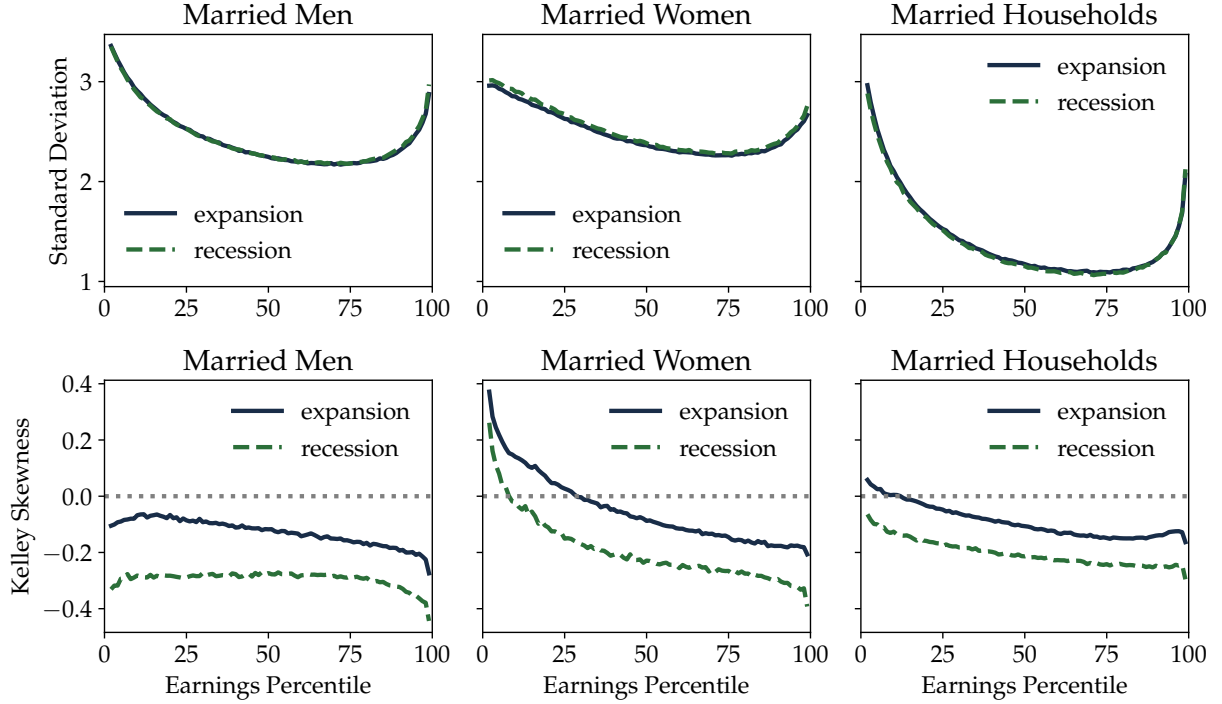 Married Men
Married Women
Married Households
Standard Deviation
3
2
1
expansion
recession
expansion
recession
expansion
recession
0 25 50 75 100
0 25 50 75 100
0 25 50 75 100
Married Men
Married Women
Married Households
Kelley Skewness
0.4
0.2
0.0
−0.2
−0.4
expansion
recession
expansion
recession
expansion
recession
0 25 50 75 100
0 25 50 75 100
0 25 50 75 100
Earnings Percentile
Earnings Percentile
Earnings Percentile